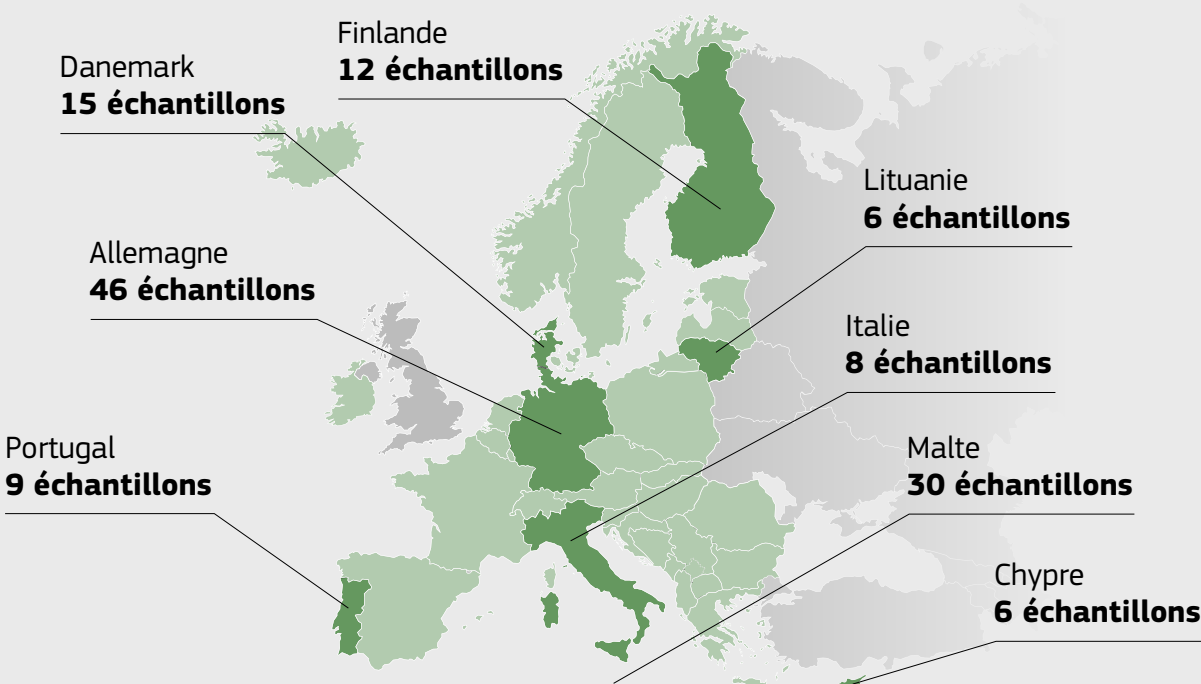 Finlande
12 échantillons
Danemark
15 échantillons
Lituanie
6 échantillons
Allemagne
46 échantillons
Italie
8 échantillons
Portugal
9 échantillons
Malte
30 échantillons
Chypre
6 échantillons